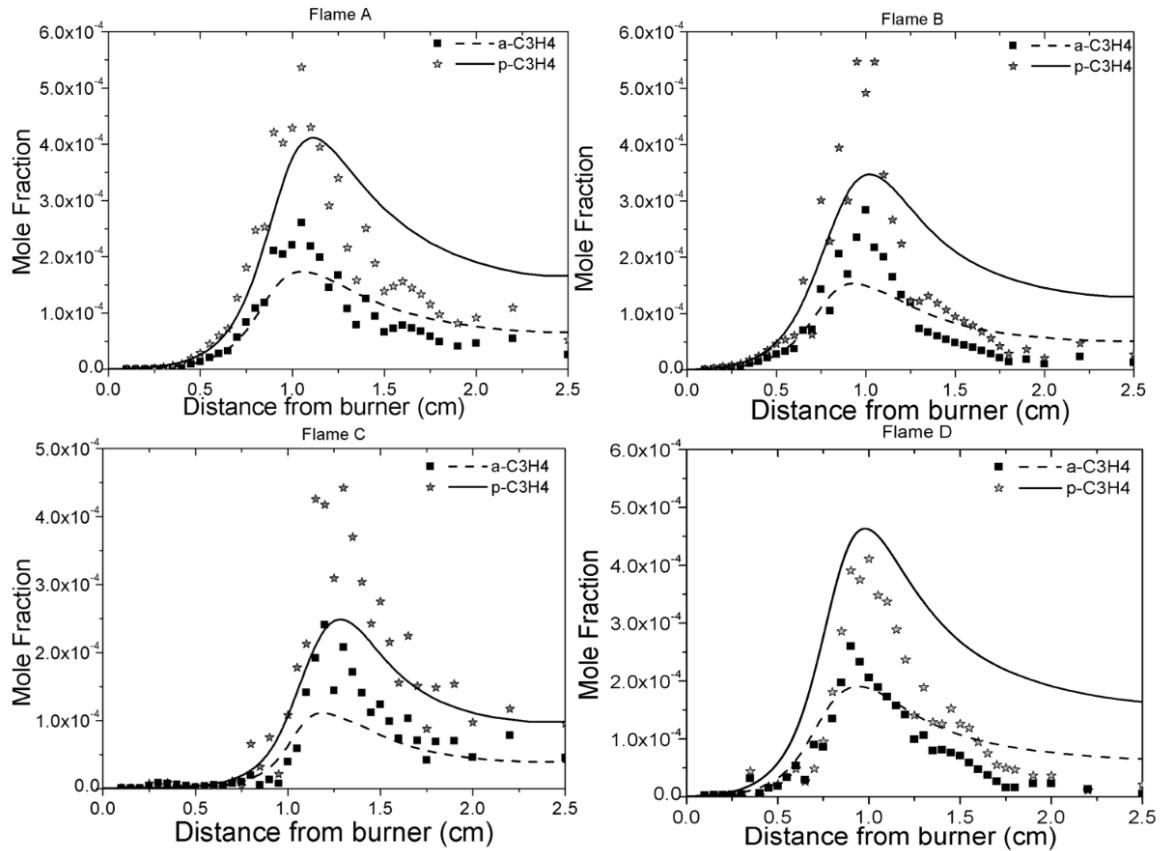 Flame A
6.0x10-4
5.0x10-4
4.0x10-4
3.0x10-4
2.0x10-4
1.0x10-4
0.0
Mole Fraction
a-C3H4
p-C3H4
0.0 0.5 1.0 1.5 2.0 2.5
Distance from burner (cm)
Flame B
6.0x10-4
5.0x10-4
4.0x10-4
3.0x10-4
2.0x10-4
1.0x10-4
0.0
Mole Fraction
a-C3H4
p-C3H4
0.0 0.5 1.0 1.5 2.0 2.5
Distance from burner (cm)
Flame C
5.0x10-4
4.0x10-4
3.0x10-4
2.0x10-4
1.0x10-4
0.0
Mole Fraction
a-C3H4
p-C3H4
0.0 0.5 1.0 1.5 2.0 2.5
Distance from burner (cm)
Flame D
6.0x10-4
5.0x10-4
4.0x10-4
3.0x10-4
2.0x10-4
1.0x10-4
0.0
Mole Fraction
a-C3H4
p-C3H4
0.0 0.5 1.0 1.5 2.0 2.5
Distance from burner (cm)